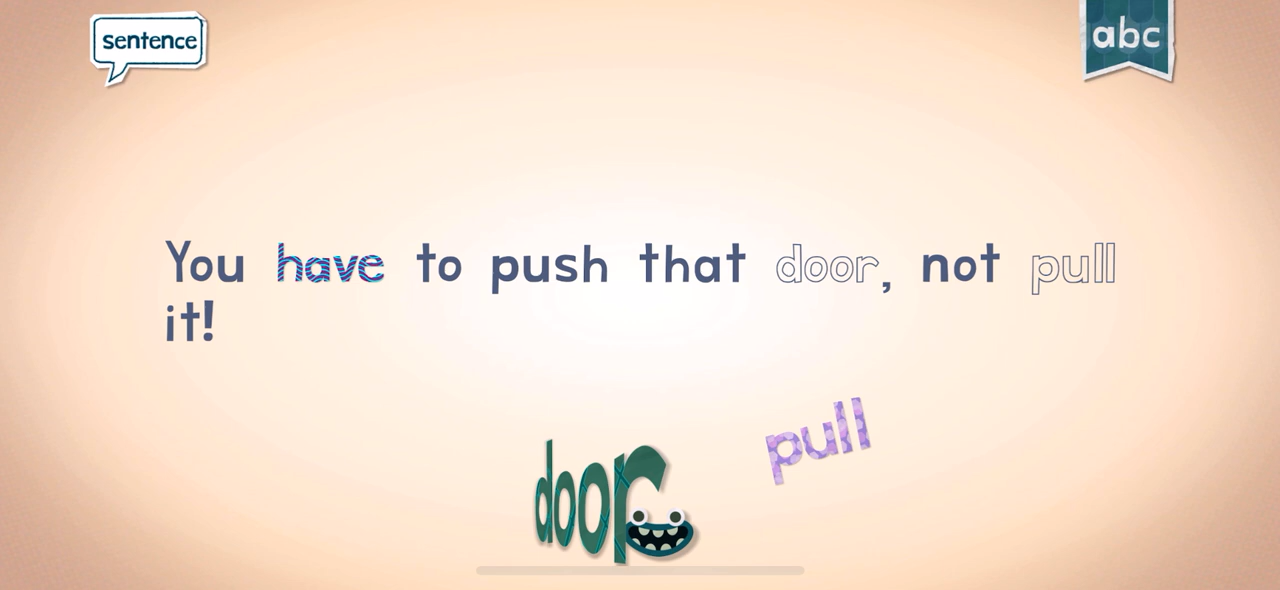 sentence
abc
You have to push that door, not pull
it!
door
pull